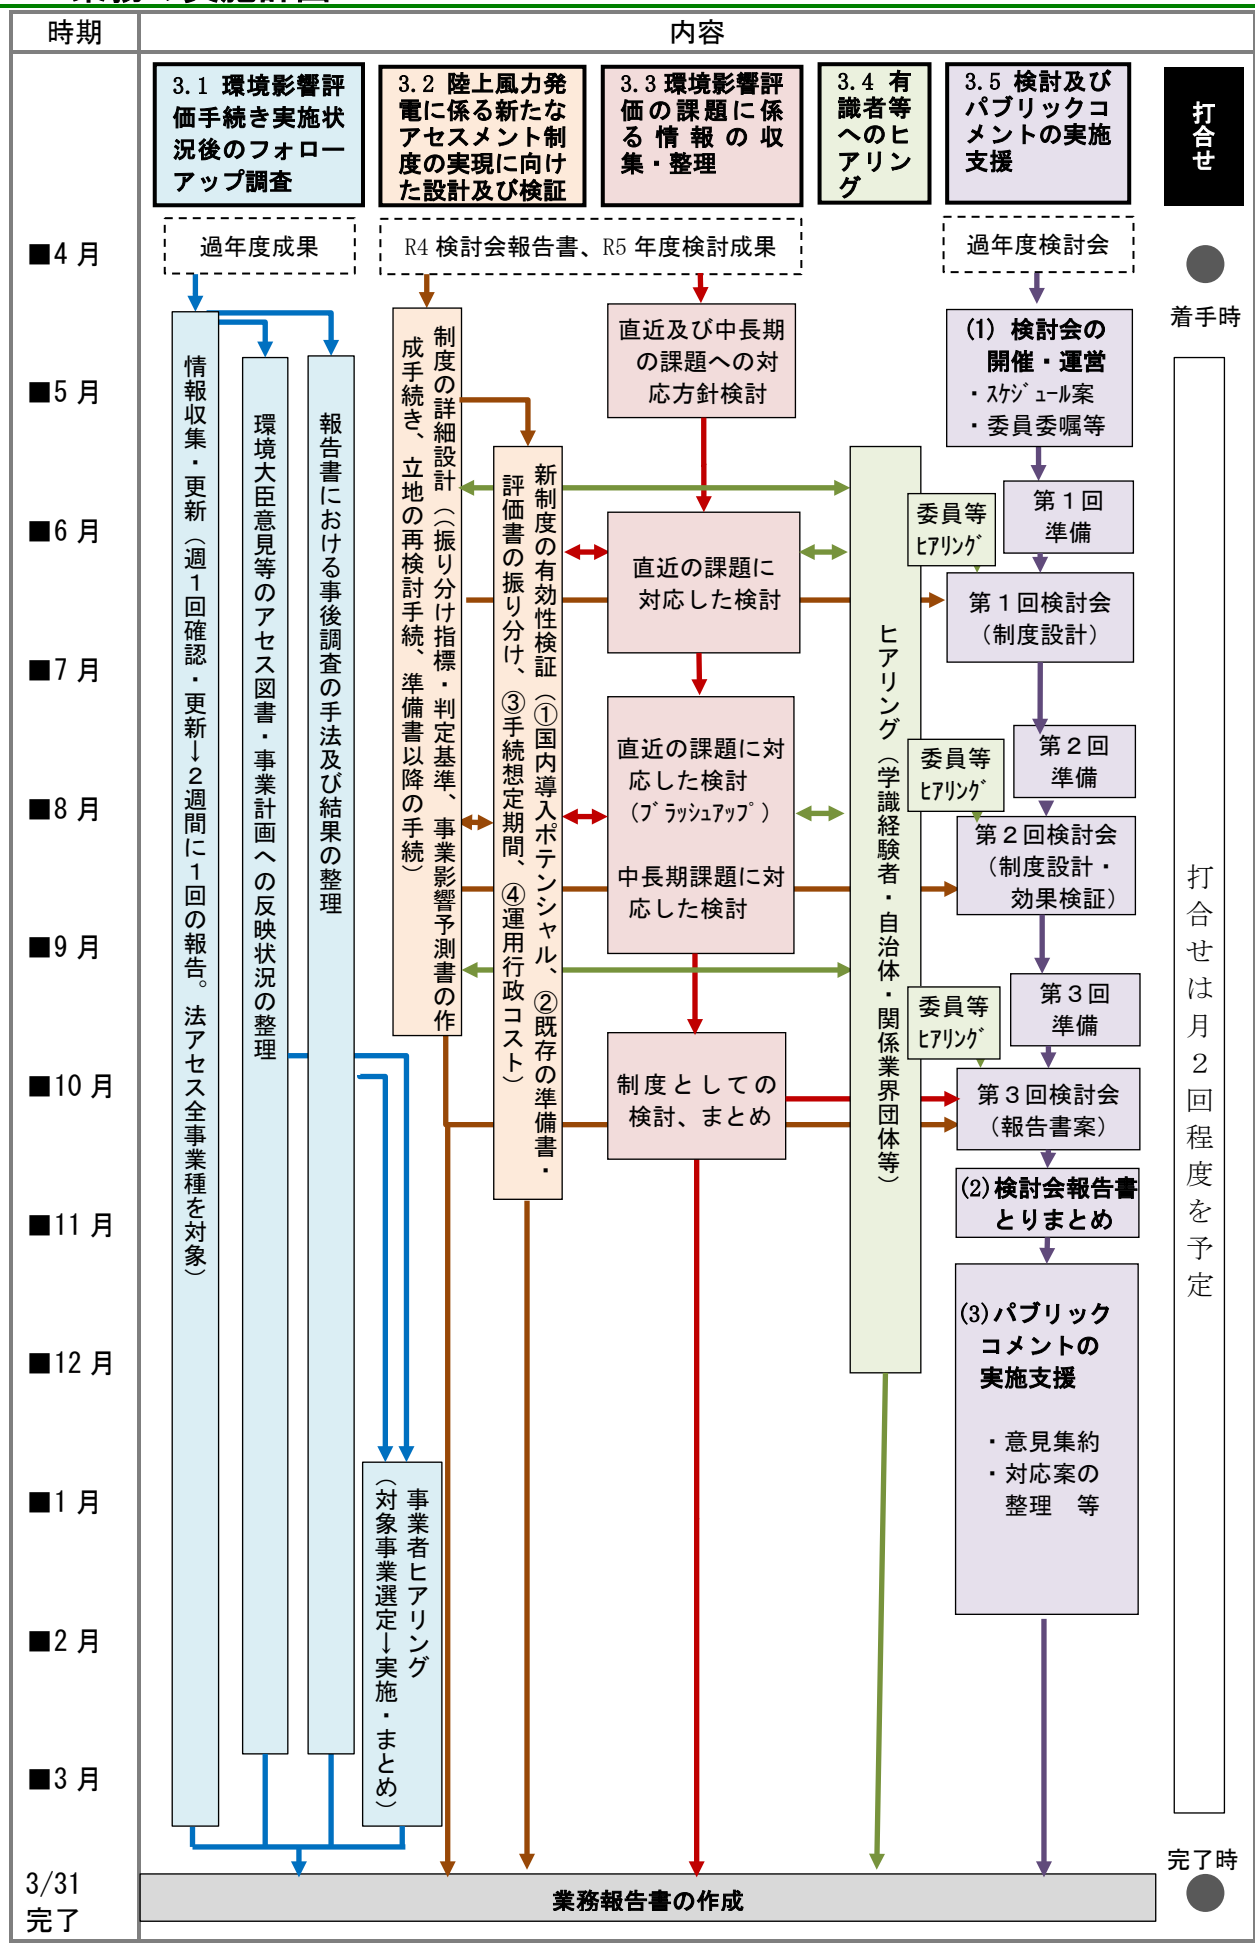 時期
内容
3.1 環境影響評
価手続き実施状
況後のフォロー
アップ調査
3.2 陸上風力発
電に係る新たな
アセスメント制
度の実現に向け
た設計及び検証
3.3 環境影響評
価の課題に係
る情報の収
集・整理
3.4 有
識者等
へのヒ
アリン
グ
3.5 検討及び
パブリックコ
メントの実施
支援
打合せ
■4 月
過年度成果
R4 検討会報告書、R5 年度検討成果
過年度検討会
着手時
■5 月
■6 月
■7 月
■8 月
■9 月
■10 月
■11 月
■12 月
■1 月
■2 月
■3 月
3/31
完了
情報収集・更新（週1回確認・更新→2週間に1回の報告。法アセス全事業種を対象）
環境大臣意見等のアセス図書・事業計画への反映状況の整理
報告書における事後調査の手法及び結果の整理
事業者ヒアリング
（対象事業選定→実施・まとめ）
制度の詳細設計（（振り分け指標・判定基準、事業影響予測書の作
成手続き、立地の再検討手続、準備書以降の手続）
新制度の有効性検証（①国内導入ポテンシャル、②既存の準備書・
評価書の振り分け、③手続想定期間、④運用行政コスト）
直近及び中長期
の課題への対
応方針検討
直近の課題に
対応した検討
直近の課題に対
応した検討
（ﾌﾞﾗｯｼｭｱｯﾌﾟ）
中長期課題に対
応した検討
制度としての
検討、まとめ
ヒアリング（学識経験者・自治体・関係業界団体等）
委員等
ﾋｱﾘﾝｸﾞ
委員等
ﾋｱﾘﾝｸﾞ
委員等
ﾋｱﾘﾝｸﾞ
(1) 検討会の
開催・運営
・ｽｹｼﾞｭｰﾙ案
・委員委嘱等
第１回
準備
第１回検討会
（制度設計）
第２回
準備
第２回検討会
（制度設計・
効果検証）
第３回
準備
第３回検討会
（報告書案）
(2)検討会報告書
とりまとめ
(3)パブリック
コメントの
実施支援
・意見集約
・対応案の
整理　等
打合せは月２回程度を予定
完了時
業務報告書の作成